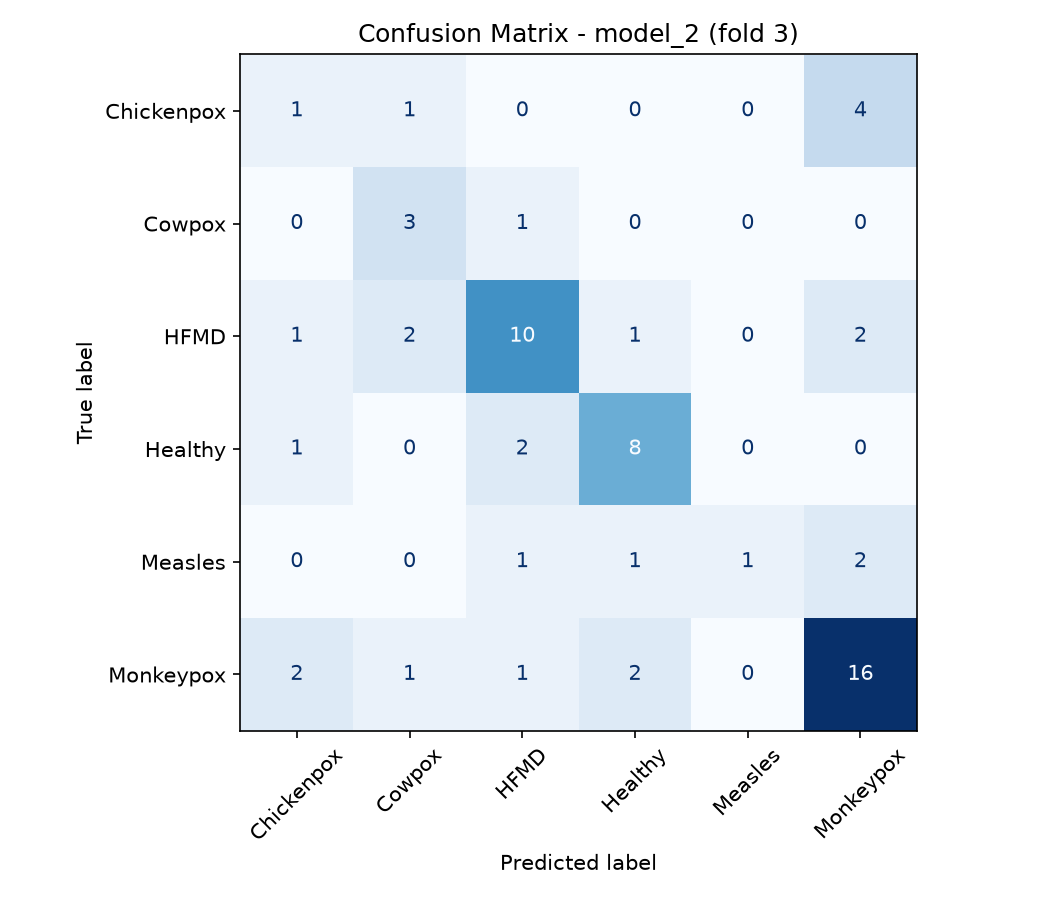 Confusion Matrix - model_2 (fold 3)
True label
Chickenpox 1 1 0 0 0 4
Cowpox 0 3 1 0 0 0
HFMD 1 2 10 1 0 2
Healthy 1 0 2 8 0 0
Measles 0 0 1 1 1 2
Monkeypox 2 1 1 2 0 16
Chickenpox Cowpox HFMD Healthy Measles Monkeypox
Predicted label